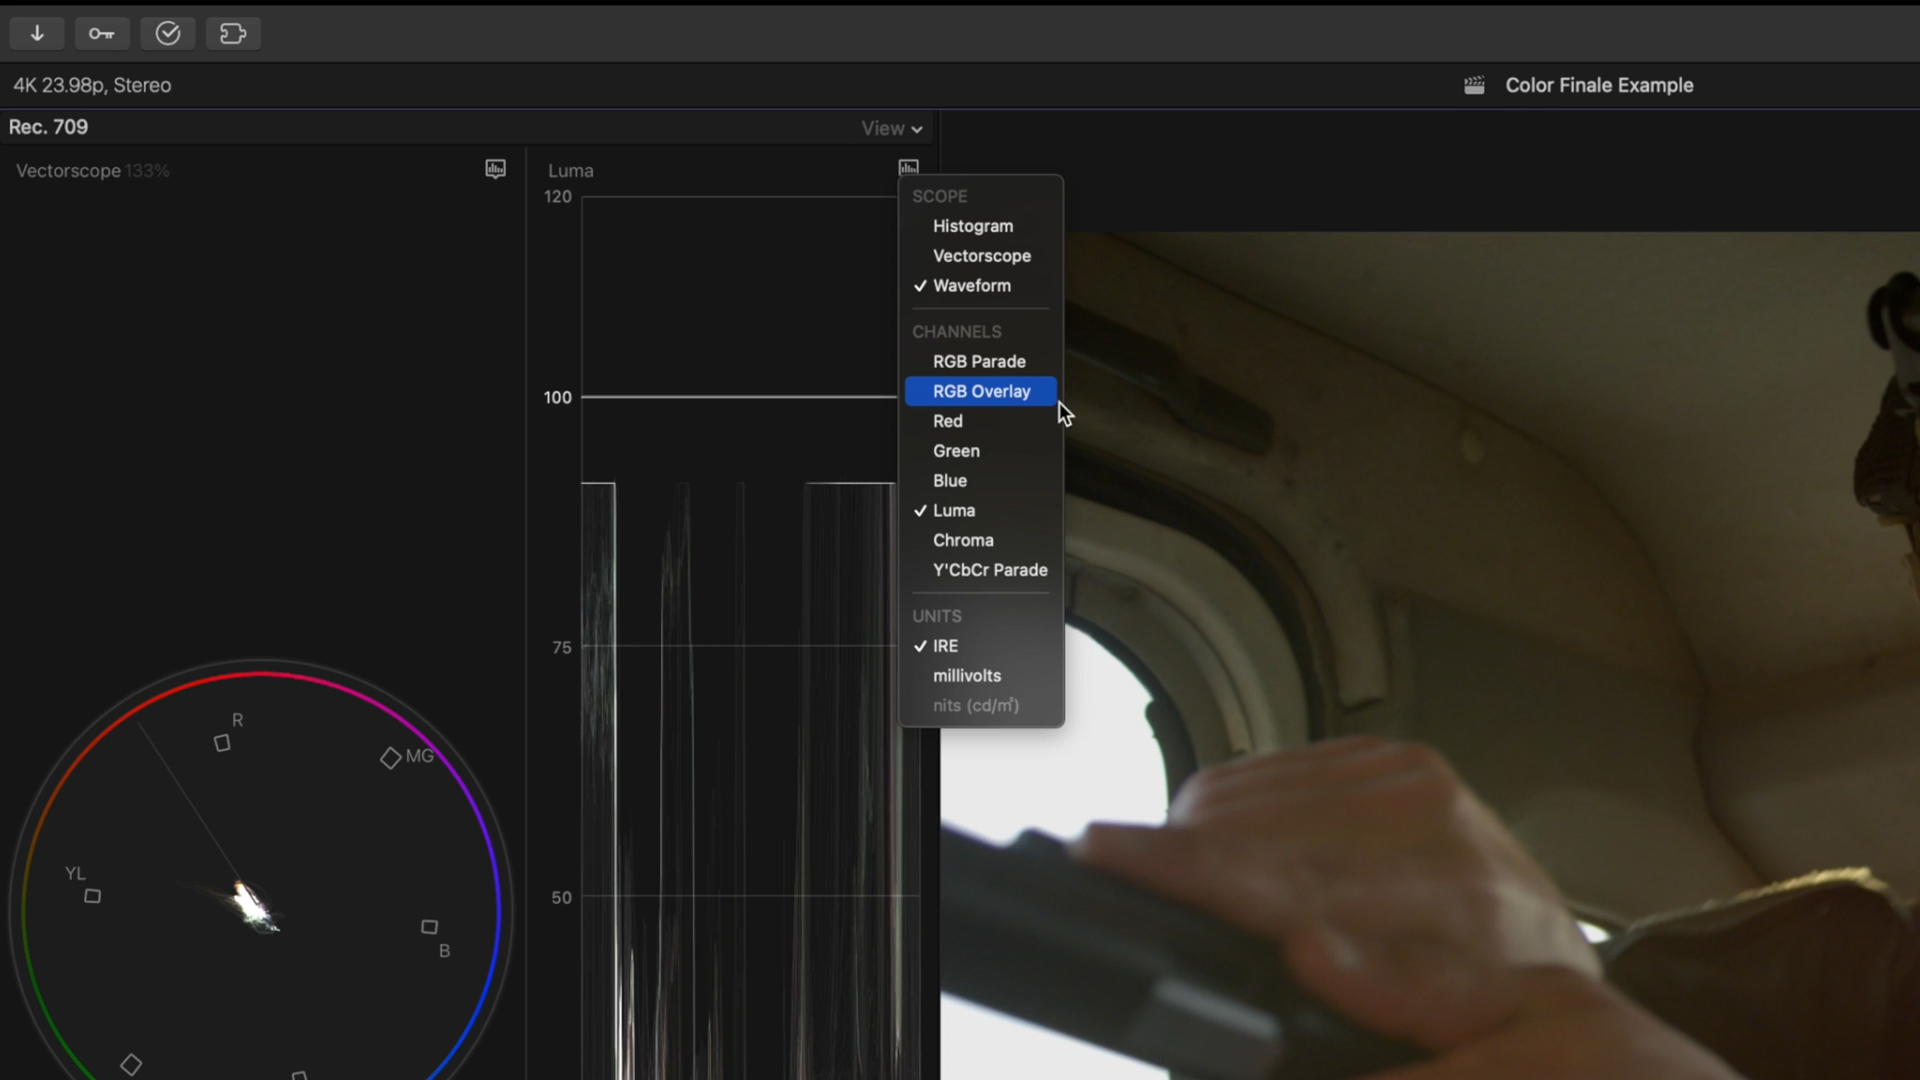 4K 23.98p, Stereo
Color Finale Example
Rec. 709
View
Vectorscope 133%
Luma
120
100
75
50
SCOPE
Histogram
Vectorscope
Waveform
CHANNELS
RGB Parade
RGB Overlay
Red
Green
Blue
Luma
Chroma
Y'CbCr Parade
UNITS
IRE
millivolts
nits (cd/m²)
R
MG
YL
B